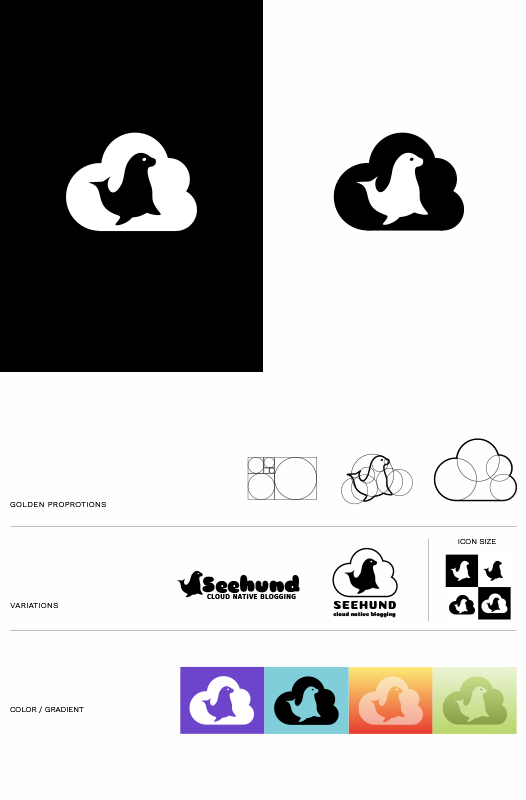 GOLDEN PROPROTIONS
ICON SIZE
Seehund
CLOUD NATIVE BLOGGING
SEEHUND
cloud native blogging
VARIATIONS
COLOR / GRADIENT